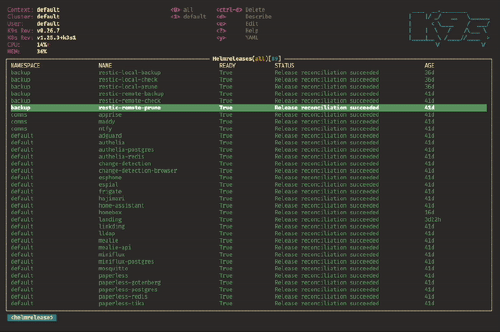 Context: default <0> all <ctrl-d> Delete
Cluster: default <1> default <d> Describe
User: default <e> Edit
K9s Rev: v0.26.7 <?> Help
K8s Rev: v1.25.3+k3s1 <y> YAML
CPU: 14%
MEM: 36%
Helmreleases(all)
NAMESPACE NAME READY STATUS AGE
backup restic-local-backup True Release reconciliation succeeded 36d
backup restic-local-check True Release reconciliation succeeded 36d
backup restic-local-prune True Release reconciliation succeeded 36d
backup restic-remote-backup True Release reconciliation succeeded 41d
backup restic-remote-check True Release reconciliation succeeded 41d
backup restic-remote-prune True Release reconciliation succeeded 41d
comms apprise True Release reconciliation succeeded 41d
comms maddy True Release reconciliation succeeded 41d
comms ntfy True Release reconciliation succeeded 41d
default adguard True Release reconciliation succeeded 41d
default authelia True Release reconciliation succeeded 41d
default authelia-postgres True Release reconciliation succeeded 41d
default authelia-redis True Release reconciliation succeeded 41d
default change-detection True Release reconciliation succeeded 41d
default change-detection-browser True Release reconciliation succeeded 41d
default esphome True Release reconciliation succeeded 41d
default espial True Release reconciliation succeeded 41d
default frigate True Release reconciliation succeeded 41d
default hajimari True Release reconciliation succeeded 41d
default home-assistant True Release reconciliation succeeded 41d
default homebox True Release reconciliation succeeded 16d
default landing True Release reconciliation succeeded
default linkding True Release reconciliation succeeded 41d
default lldap True Release reconciliation succeeded 41d
default mealie True Release reconciliation succeeded 41d
default mealie-api True Release reconciliation succeeded 41d
default miniflux True Release reconciliation succeeded 41d
default miniflux-postgres True Release reconciliation succeeded 41d
default mosquitto True Release reconciliation succeeded 41d
default paperless True Release reconciliation succeeded 41d
default paperless-gotenberg True Release reconciliation succeeded 41d
default paperless-postgres True Release reconciliation succeeded 41d
default paperless-redis True Release reconciliation succeeded 41d
default paperless-tika True Release reconciliation succeeded 41d
<helmrelease>